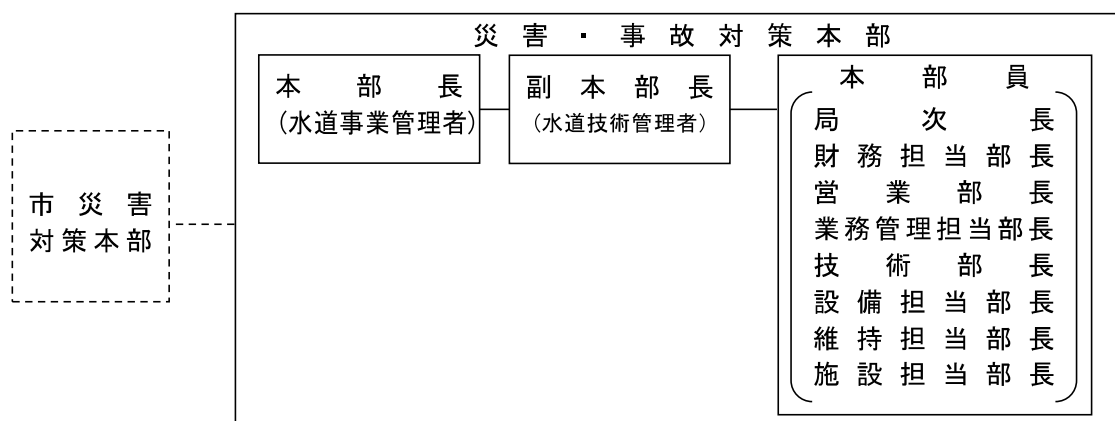 災害・事故対策本部
本部長
（水道事業管理者）
副本部長
（水道技術管理者）
本部員
局次長
財務担当部長
営業部長
業務管理担当部長
技術部長
設備担当部長
維持担当部長
施設担当部長
市災害
対策本部